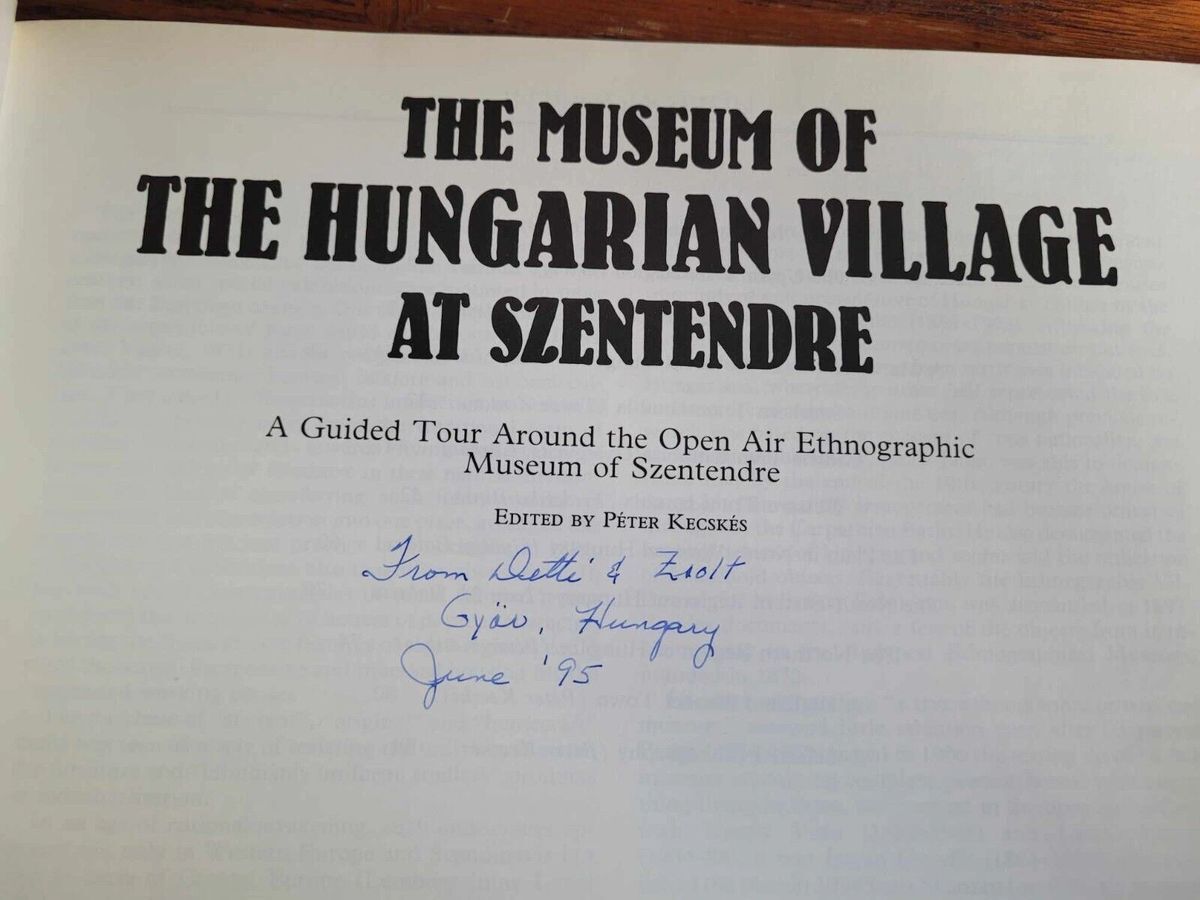 THE MUSEUM OF
THE HUNGARIAN VILLAGE
AT SZENTENDRE
A Guided Tour Around the Open Air Ethnographic
Museum of Szentendre
EDITED BY PÉTER KECSKÉS
From Detti & Zsolt
Györ, Hungary
June '95